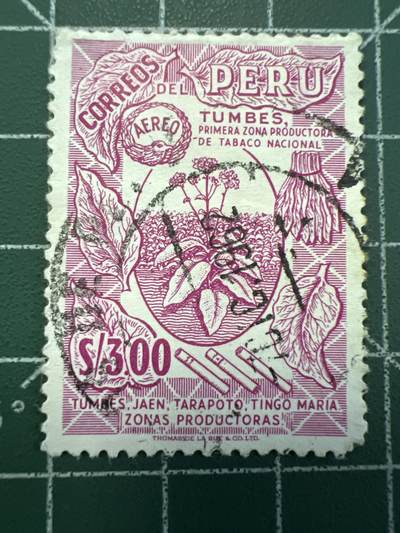 CORREOS
DEL PERU
AEREO
TUMBES,
PRIMERA ZONA PRODUCTORA
DE TABACO NACIONAL
S/3.00
TUMBES, JAEN, TARAPOTO, TINGO MARIA
ZONAS PRODUCTORAS
THOMAS DE LA RUE & CO. LTD.